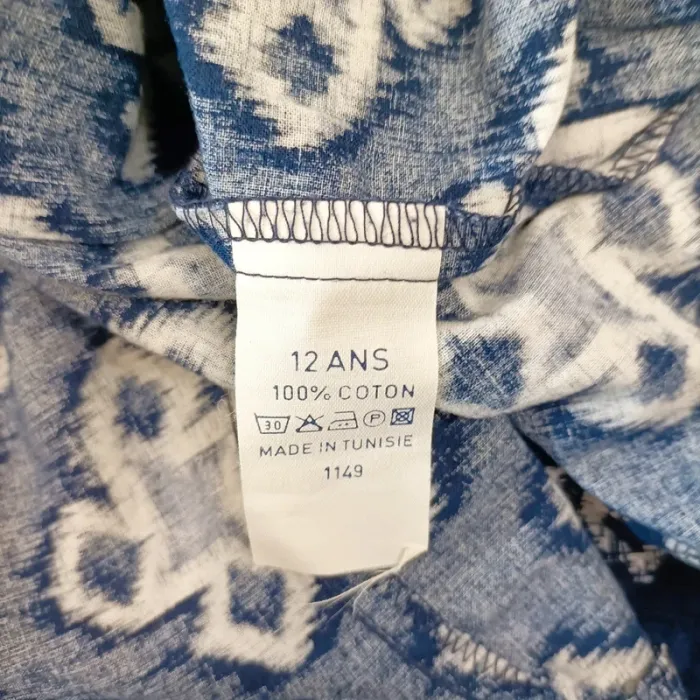 12 ANS
100% COTON
30 P
MADE IN TUNISIE
1149